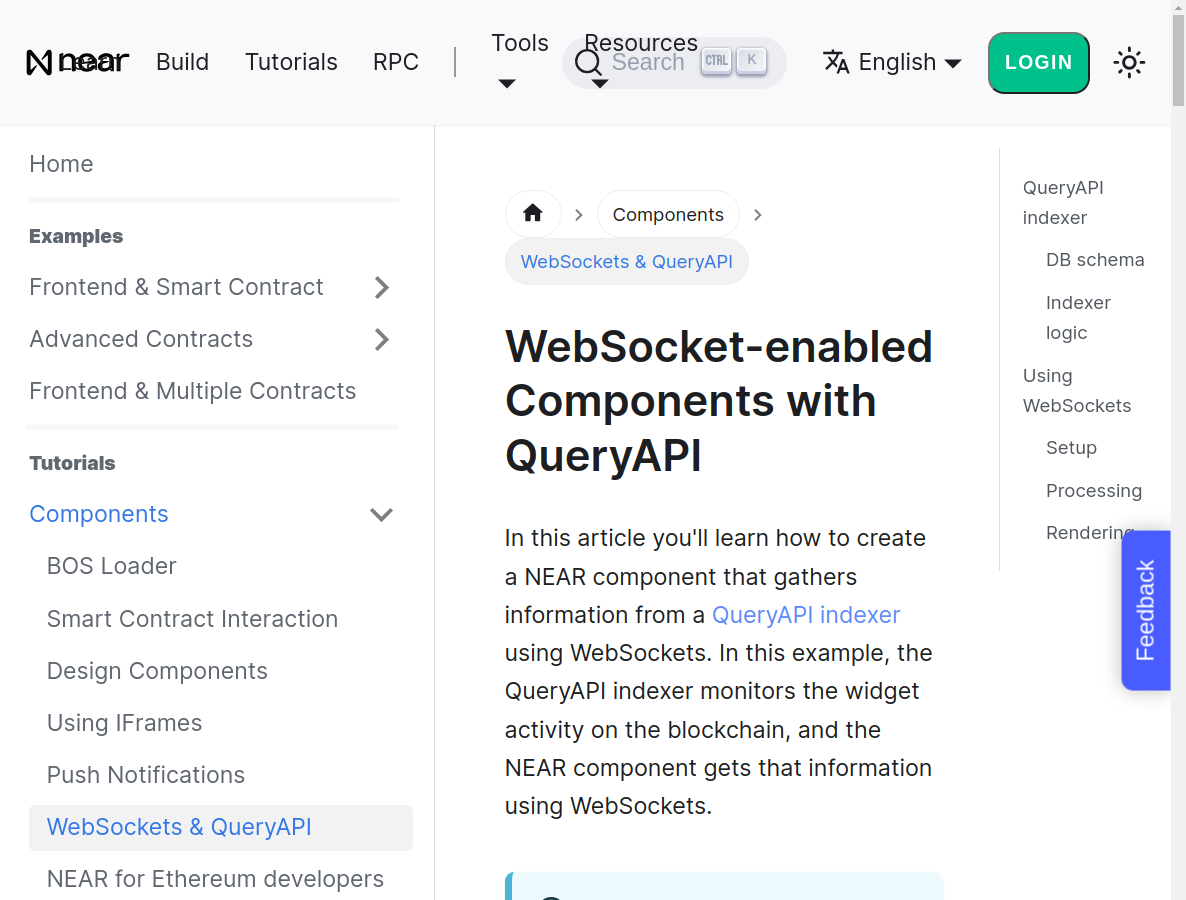 near
Learn
Build
Tutorials
RPC
Tools
Resources
Search
CTRL
K
English
LOGIN
Home
Examples
Frontend & Smart Contract
Advanced Contracts
Frontend & Multiple Contracts
Tutorials
Components
BOS Loader
Smart Contract Interaction
Design Components
Using IFrames
Push Notifications
WebSockets & QueryAPI
NEAR for Ethereum developers
Components
WebSockets & QueryAPI
WebSocket-enabled
Components with
QueryAPI
In this article you'll learn how to create
a NEAR component that gathers
information from a QueryAPI indexer
using WebSockets. In this example, the
QueryAPI indexer monitors the widget
activity on the blockchain, and the
NEAR component gets that information
using WebSockets.
QueryAPI
indexer
DB schema
Indexer
logic
Using
WebSockets
Setup
Processing
Rendering
Feedback